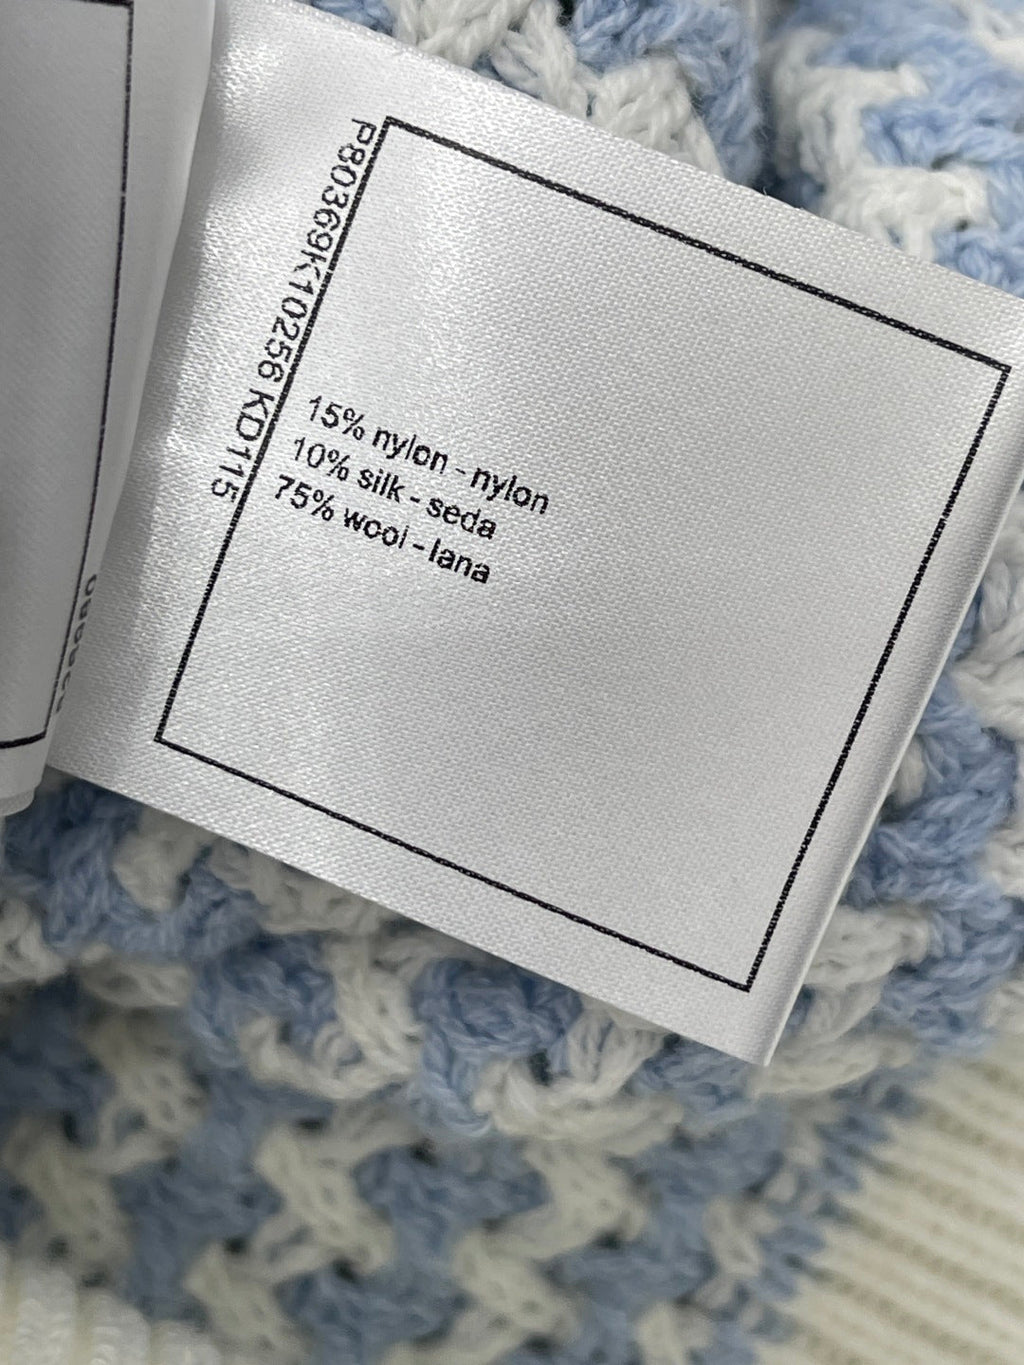 P80369K10256 KD115
15% nylon - nylon
10% silk - seda
75% wool - lana